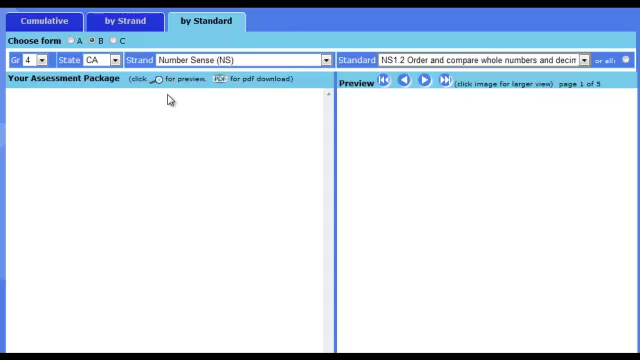 Cumulative by Strand by Standard
Choose form A B C
Gr 4 State CA Strand Number Sense (NS) Standard NS1.2 Order and compare whole numbers and decim or all:
Your Assessment Package (click for preview. PDF for pdf download) Preview (click image for larger view) page 1 of 5